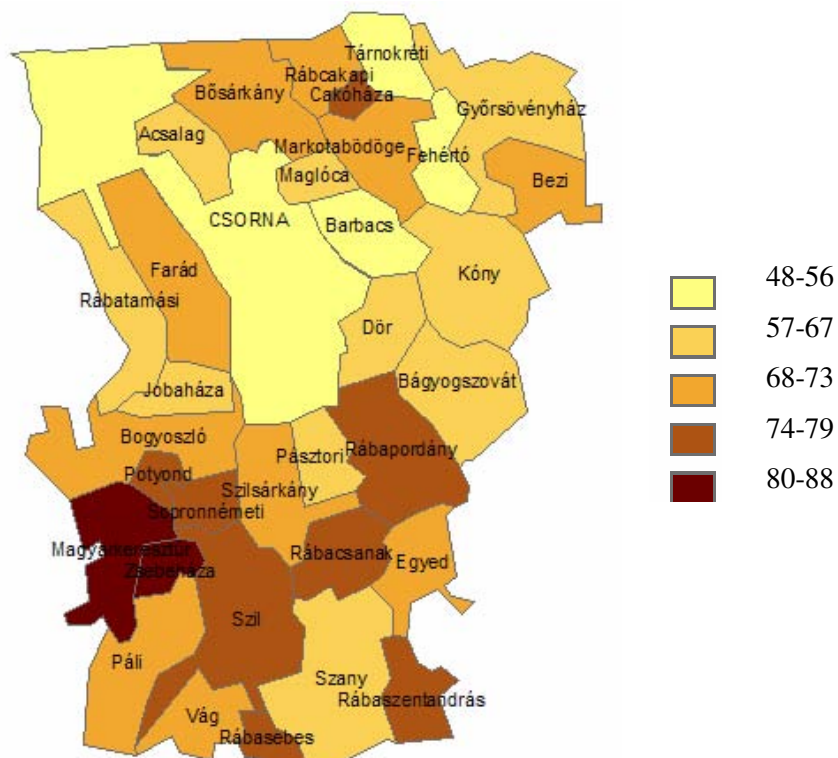 Tárnokréti
Rábcakapi
Bősárkány
Cakóháza
Győrsövényház
Acsalag
Markotabödöge
Fehértó
Maglóca
Bezi
CSORNA
Barbacs
Farád
Kóny
Rábatamási
Dör
Jobaháza
Bágyogszovát
Bogyoszló
Pásztori
Rábapordány
Potyond
Szilsárkány
Sopronnémeti
Magyarkeresztúr
Rábacsanak
Egyed
Zsebeháza
Szil
Páli
Szany
Rábaszentandrás
Vág
Rábasebes
48-56
57-67
68-73
74-79
80-88